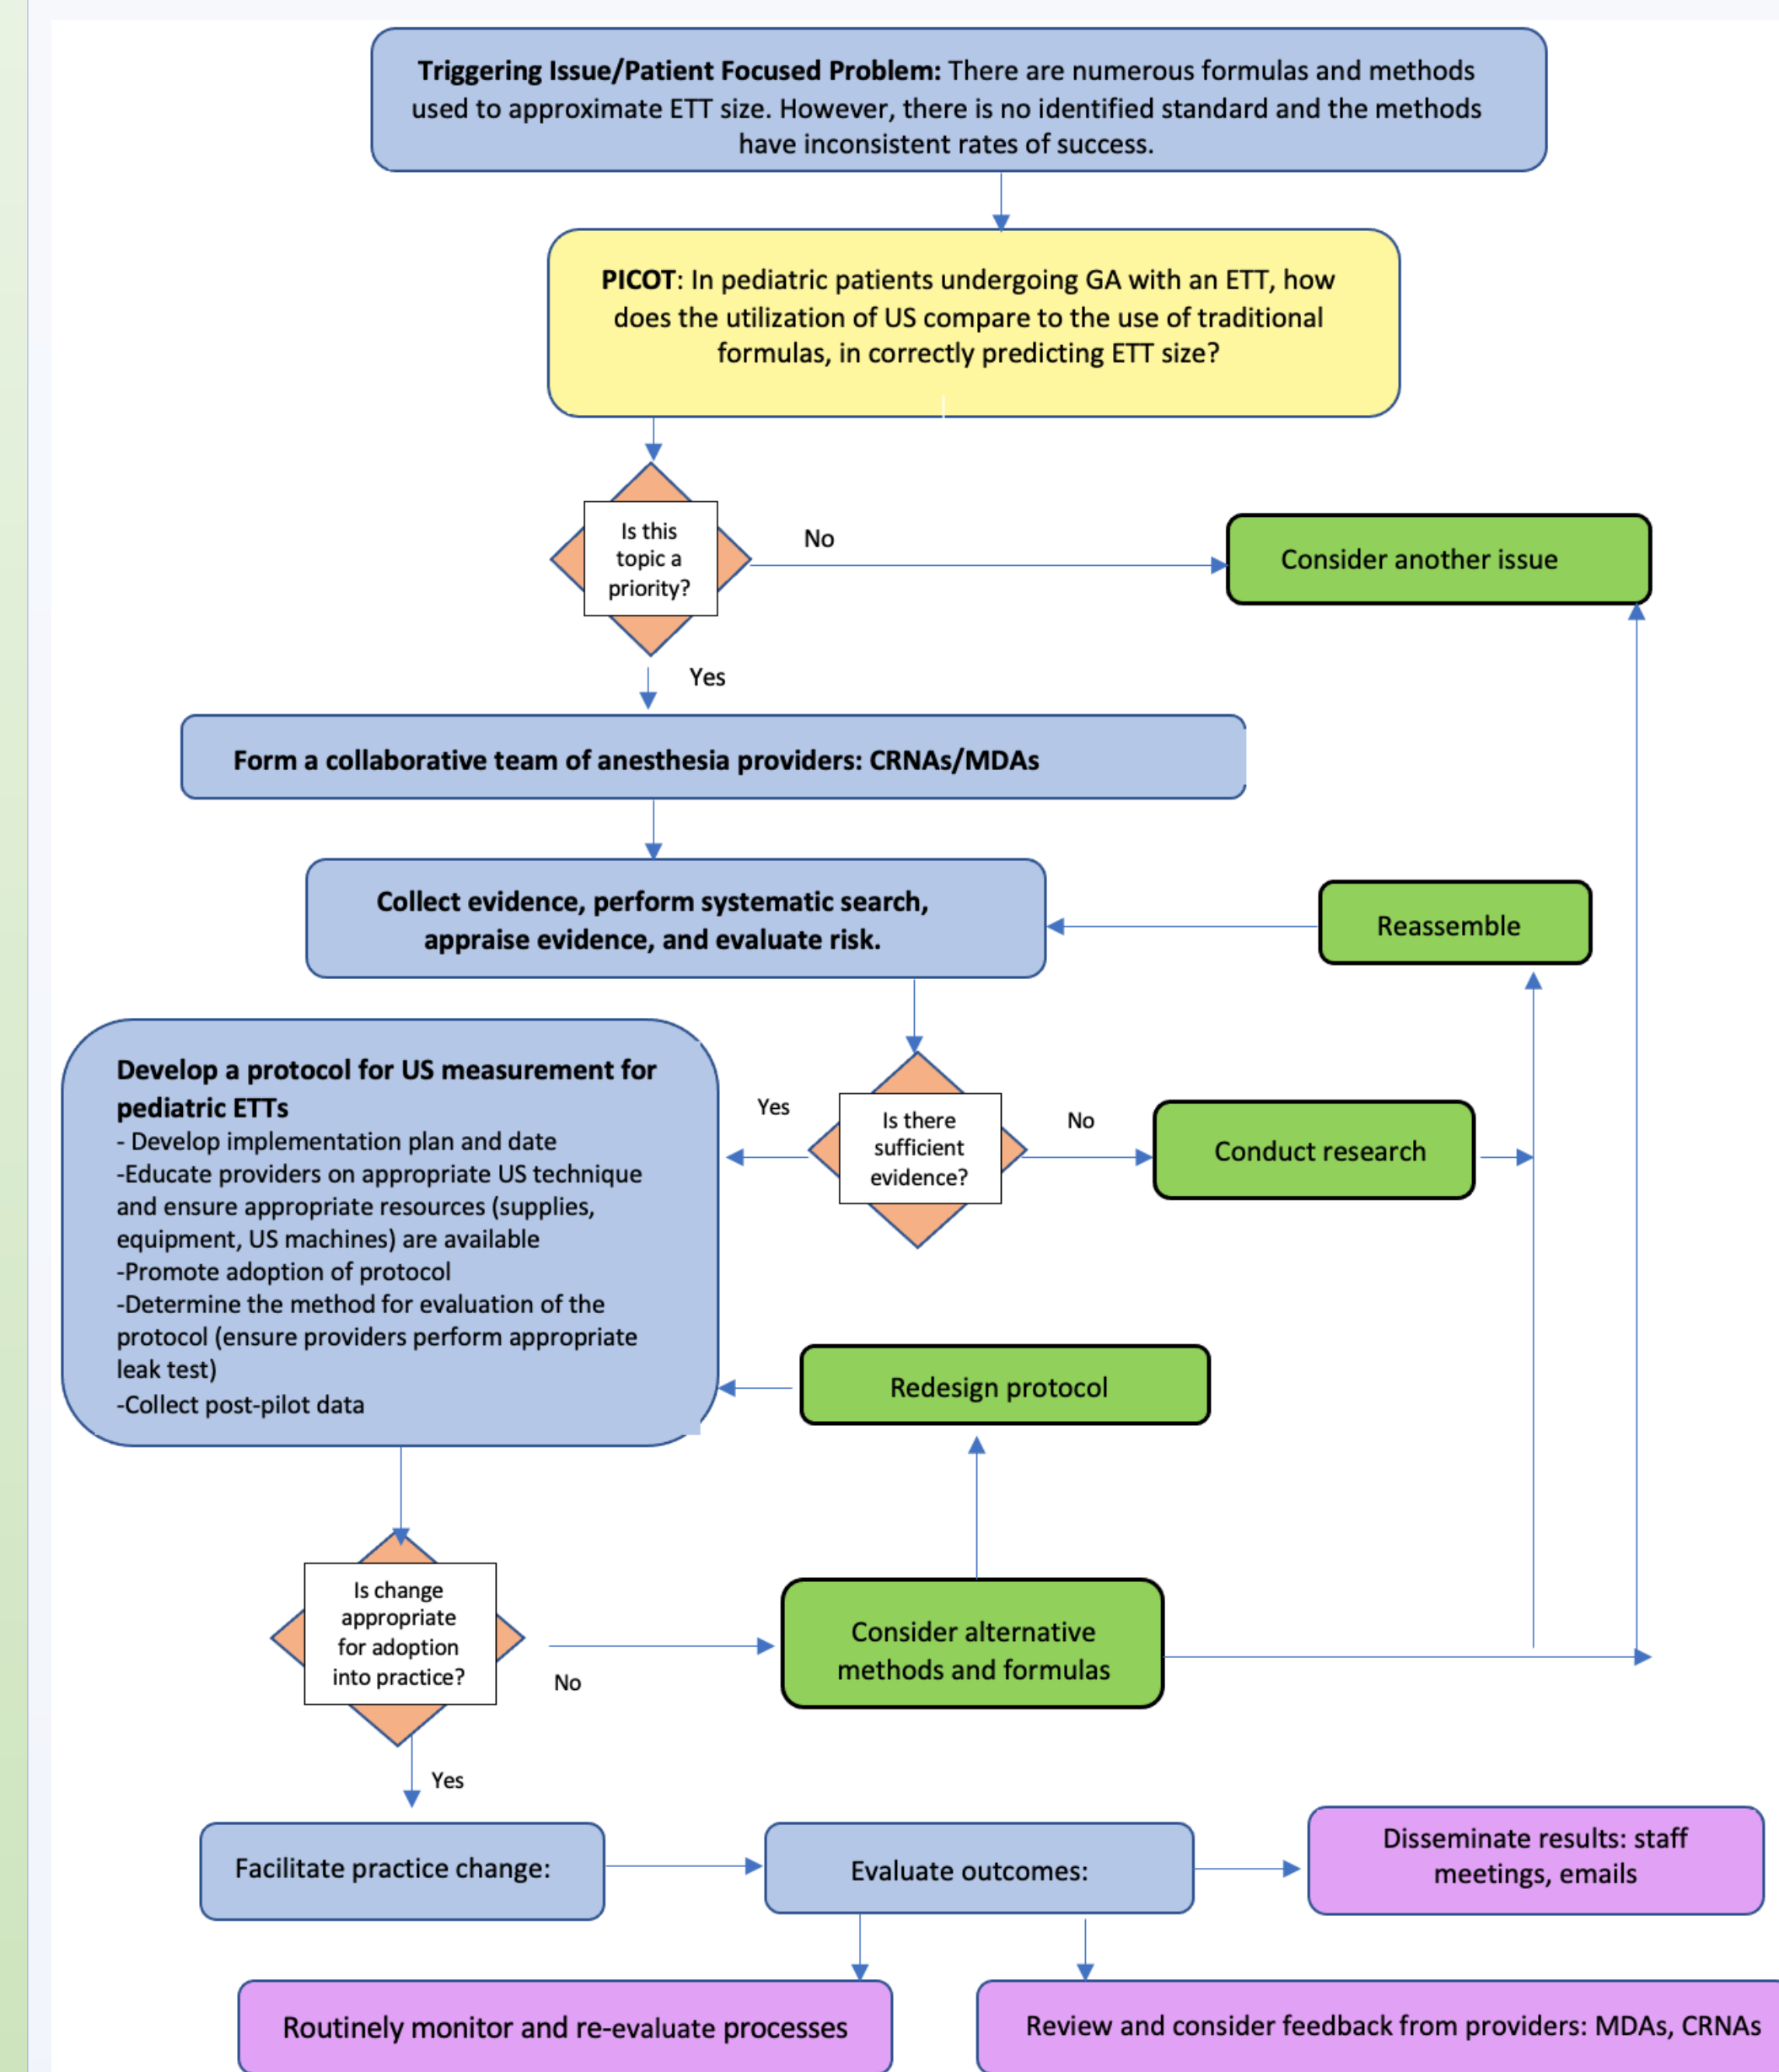 Triggering Issue/Patient Focused Problem: There are numerous formulas and methods
used to approximate ETT size. However, there is no identified standard and the methods
have inconsistent rates of success.
PICOT: In pediatric patients undergoing GA with an ETT, how
does the utilization of US compare to the use of traditional
formulas, in correctly predicting ETT size?
Is this
topic a
priority?
No
Consider another issue
Yes
Form a collaborative team of anesthesia providers: CRNAs/MDAs
Collect evidence, perform systematic search,
appraise evidence, and evaluate risk.
Reassemble
Develop a protocol for US measurement for
pediatric ETTs
- Develop implementation plan and date
-Educate providers on appropriate US technique
and ensure appropriate resources (supplies,
equipment, US machines) are available
-Promote adoption of protocol
-Determine the method for evaluation of the
protocol (ensure providers perform appropriate
leak test)
-Collect post-pilot data
Yes
Is there
sufficient
evidence?
No
Conduct research
Redesign protocol
Is change
appropriate
for adoption
into practice?
No
Consider alternative
methods and formulas
Yes
Facilitate practice change:
Evaluate outcomes:
Disseminate results: staff
meetings, emails
Routinely monitor and re-evaluate processes
Review and consider feedback from providers: MDAs, CRNAs